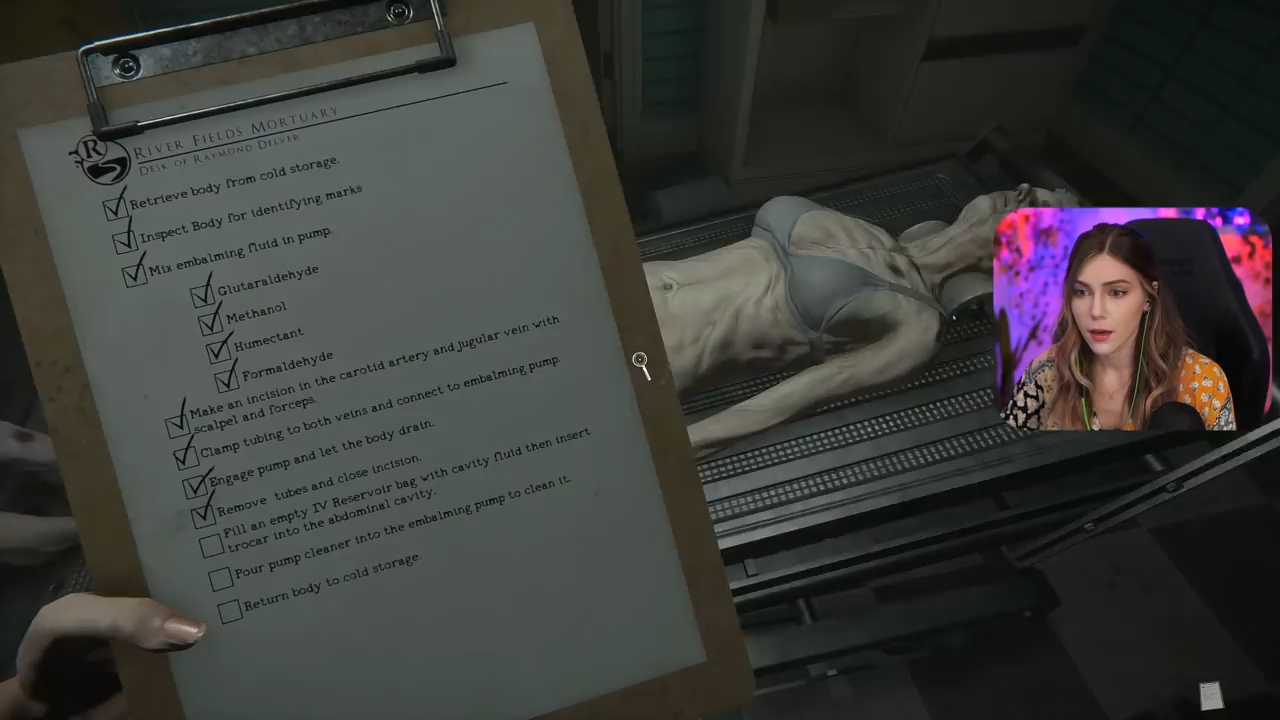 R
RIVER FIELDS MORTUARY
DESK OF RAYMOND DELVER
Retrieve body from cold storage.
Inspect Body for identifying marks
Mix embalming fluid in pump.
Glutaraldehyde
Methanol
Humectant
Formaldehyde
Make an incision in the carotid artery and jugular vein with
scalpel and forceps.
Clamp tubing to both veins and connect to embalming pump.
Engage pump and let the body drain.
Remove tubes and close incision.
Fill an empty IV Reservoir bag with cavity fluid then insert
trocar into the abdominal cavity.
Pour pump cleaner into the embalming pump to clean it.
Return body to cold storage.